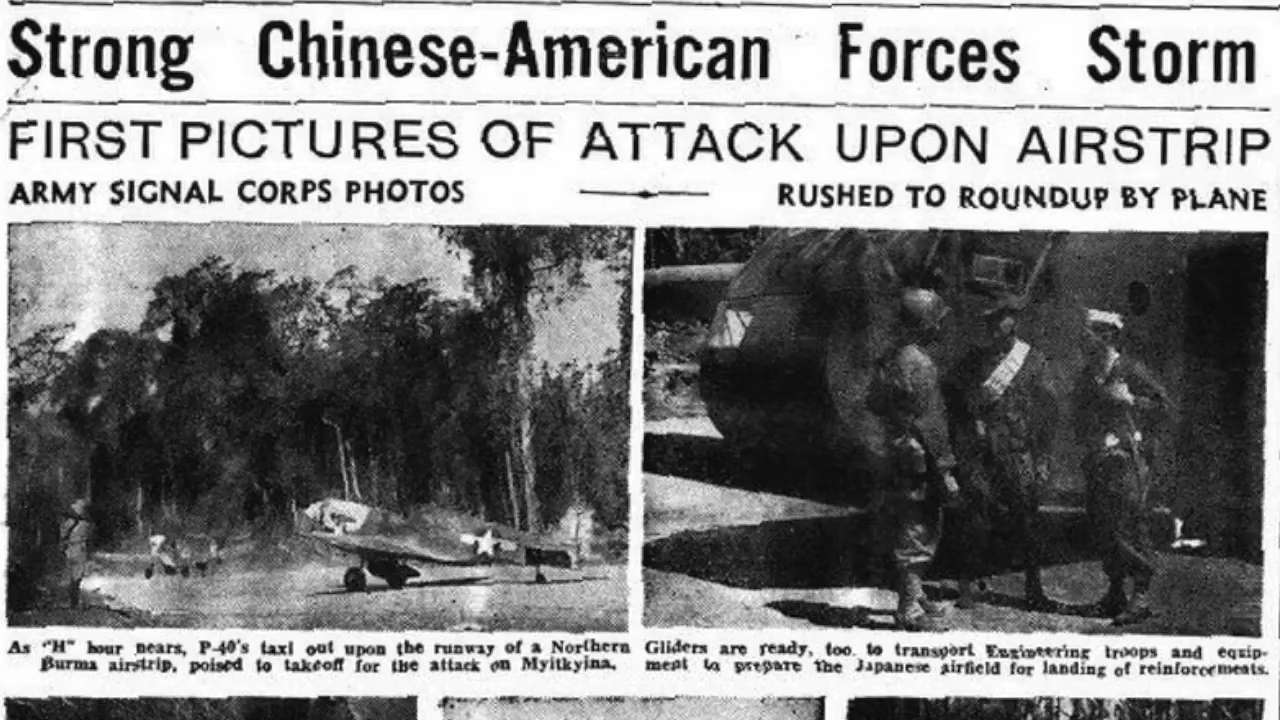 Strong Chinese-American Forces Storm
FIRST PICTURES OF ATTACK UPON AIRSTRIP
ARMY SIGNAL CORPS PHOTOS
RUSHED TO ROUNDUP BY PLANE
As "H" hour nears, P-40's taxi out upon the runway of a Northern
Burma airstrip, poised to takeoff for the attack on Myitkyina.
Gliders are ready, too, to transport Engineering troops and equip-
ment to prepare the Japanese airfield for landing of reinforcements.